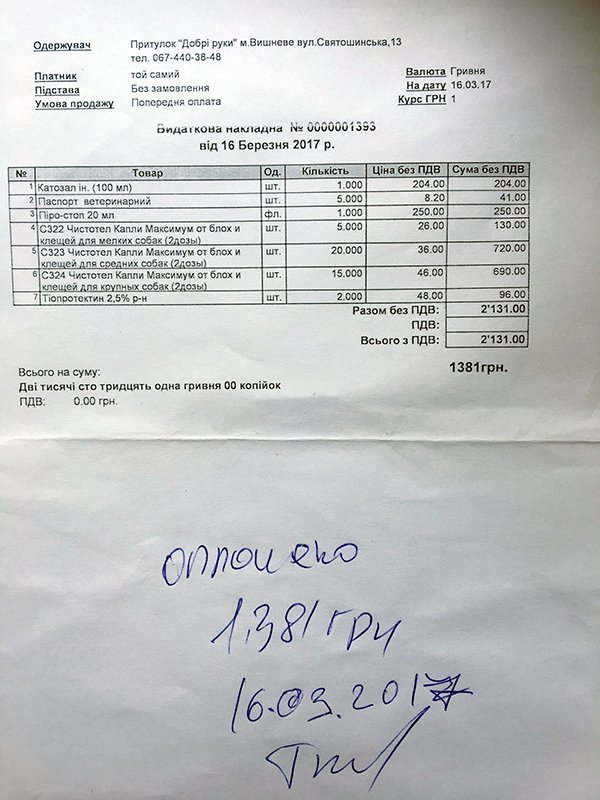 Одержувач Притулок "Добрі руки" м.Вишневе вул.Святошинська,13
тел. 067-440-38-48
Платник той самий Валюта Гривня
Підстава Без замовлення На дату 16.03.17
Умова продажу Попередня оплата Курс ГРН 1
Видаткова накладна № 0000001393
від 16 Березня 2017 р.
№ Товар Од. Кількість Ціна без ПДВ Сума без ПДВ
1 Катозал ін. (100 мл) шт. 1.000 204.00 204.00
2 Паспорт ветеринарний шт. 5.000 8.20 41.00
3 Піро-стоп 20 мл фл. 1.000 250.00 250.00
4 С322 Чистотел Капли Максимум от блох и шт. 5.000 26.00 130.00
клещей для мелких собак (2дозы)
5 С323 Чистотел Капли Максимум от блох и шт. 20.000 36.00 720.00
клещей для средних собак (2дозы)
6 С324 Чистотел Капли Максимум от блох и шт. 15.000 46.00 690.00
клещей для крупных собак (2дозы)
7 Тіопротектин 2,5% р-н шт. 2.000 48.00 96.00
Разом без ПДВ: 2'131.00
ПДВ:
Всього з ПДВ: 2'131.00
1381грн.
Всього на суму:
Дві тисячі сто тридцять одна гривня 00 копійок
ПДВ: 0.00 грн.
оплочено
1381 грн
16.03.2017